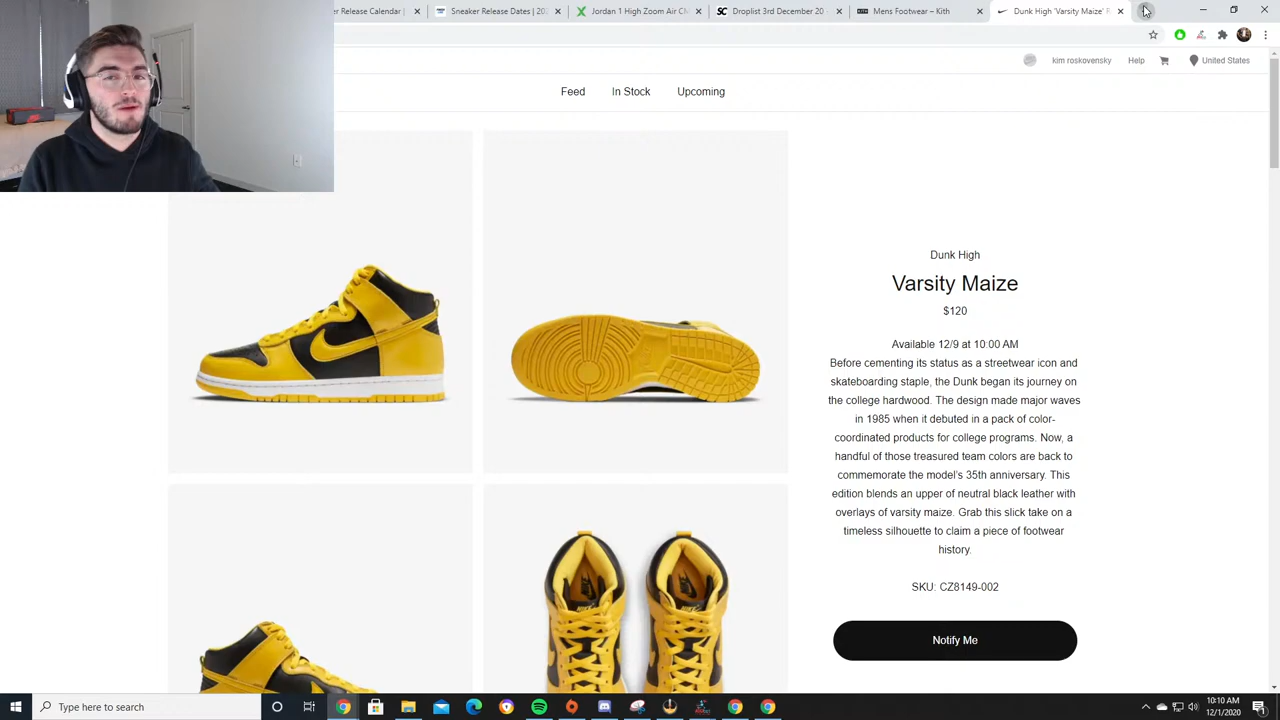 r Release Calendar |
Sneaker Release Dates [ 202
Jordan 1 High Zoom Air CM
Droplist 3rd December 20 -
Mens Footwear – Kith
Dunk High 'Varsity Maize' R
kim roskovensky
Help
United States
Feed
In Stock
Upcoming
Dunk High
Varsity Maize
$120
Available 12/9 at 10:00 AM
Before cementing its status as a streetwear icon and
skateboarding staple, the Dunk began its journey on
the college hardwood. The design made major waves
in 1985 when it debuted in a pack of color-
coordinated products for college programs. Now, a
handful of those treasured team colors are back to
commemorate the model's 35th anniversary. This
edition blends an upper of neutral black leather with
overlays of varsity maize. Grab this slick take on a
timeless silhouette to claim a piece of footwear
history.
SKU: CZ8149-002
Notify Me
Type here to search
10:10 AM
12/1/2020